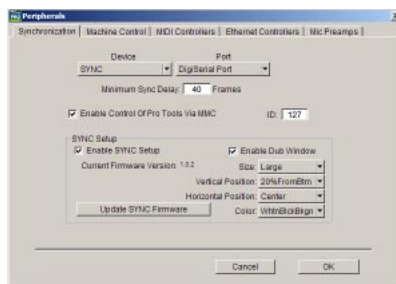 PRO Peripherals
Synchronization Machine Control MIDI Controllers Ethernet Controllers Mic Preamps
Device Port
SYNC DigiSerial Port
Minimum Sync Delay: 40 Frames
Enable Control Of Pro Tools Via MMC ID: 127
SYNC Setup
Enable SYNC Setup Enable Dub Window
Current Firmware Version: 1.0.2 Size: Large
Vertical Position: 20%FromBtm
Horizontal Position: Center
Update SYNC Firmware Color: WhtnBlckBkgn
Cancel OK